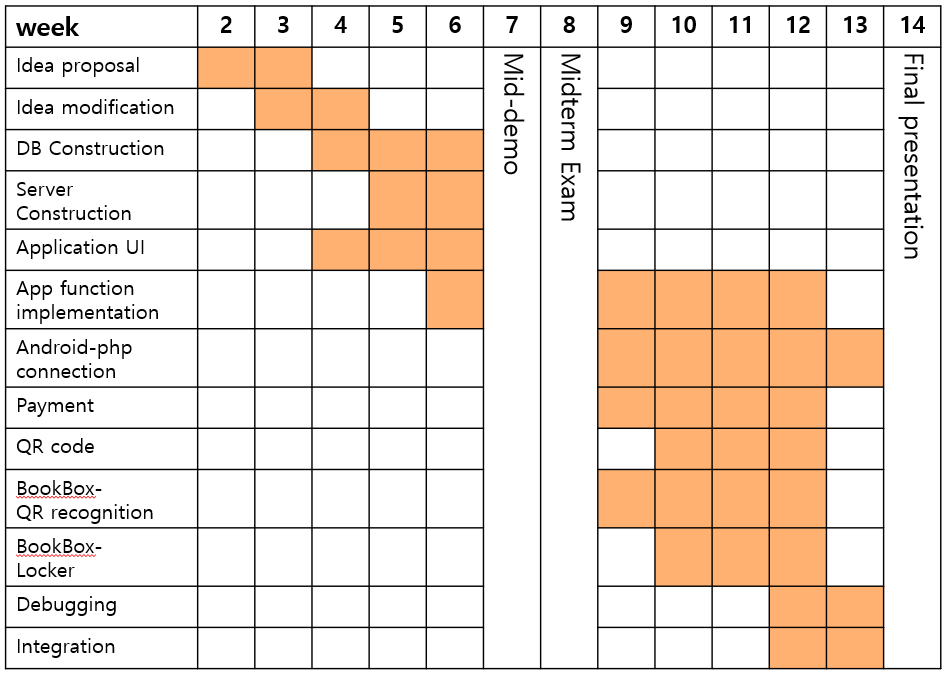 week 2 3 4 5 6 7 8 9 10 11 12 13 14
Idea proposal
Idea modification
DB Construction
Server
Construction
Application UI
App function
implementation
Android-php
connection
Payment
QR code
BookBox-
QR recognition
BookBox-
Locker
Debugging
Integration
Mid-demo
Midterm Exam
Final presentation